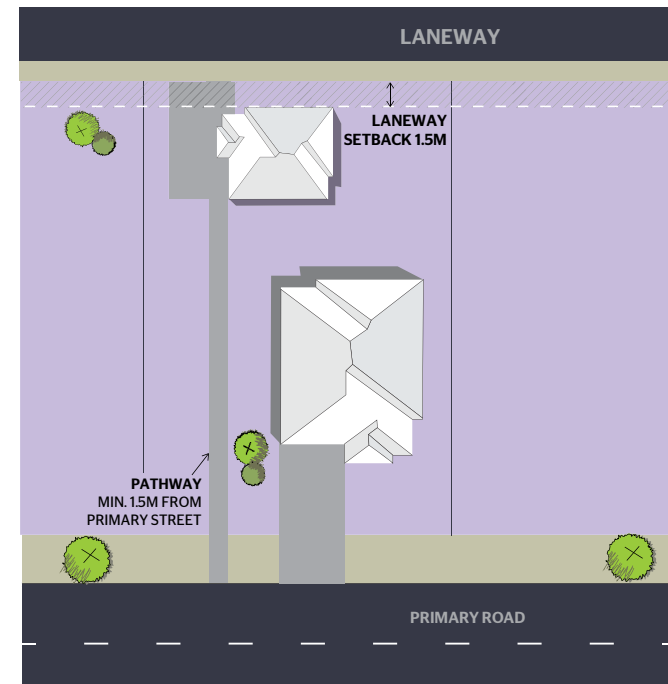 LANEWAY
LANEWAY
SETBACK 1.5M
PATHWAY
MIN. 1.5M FROM
PRIMARY STREET
PRIMARY ROAD